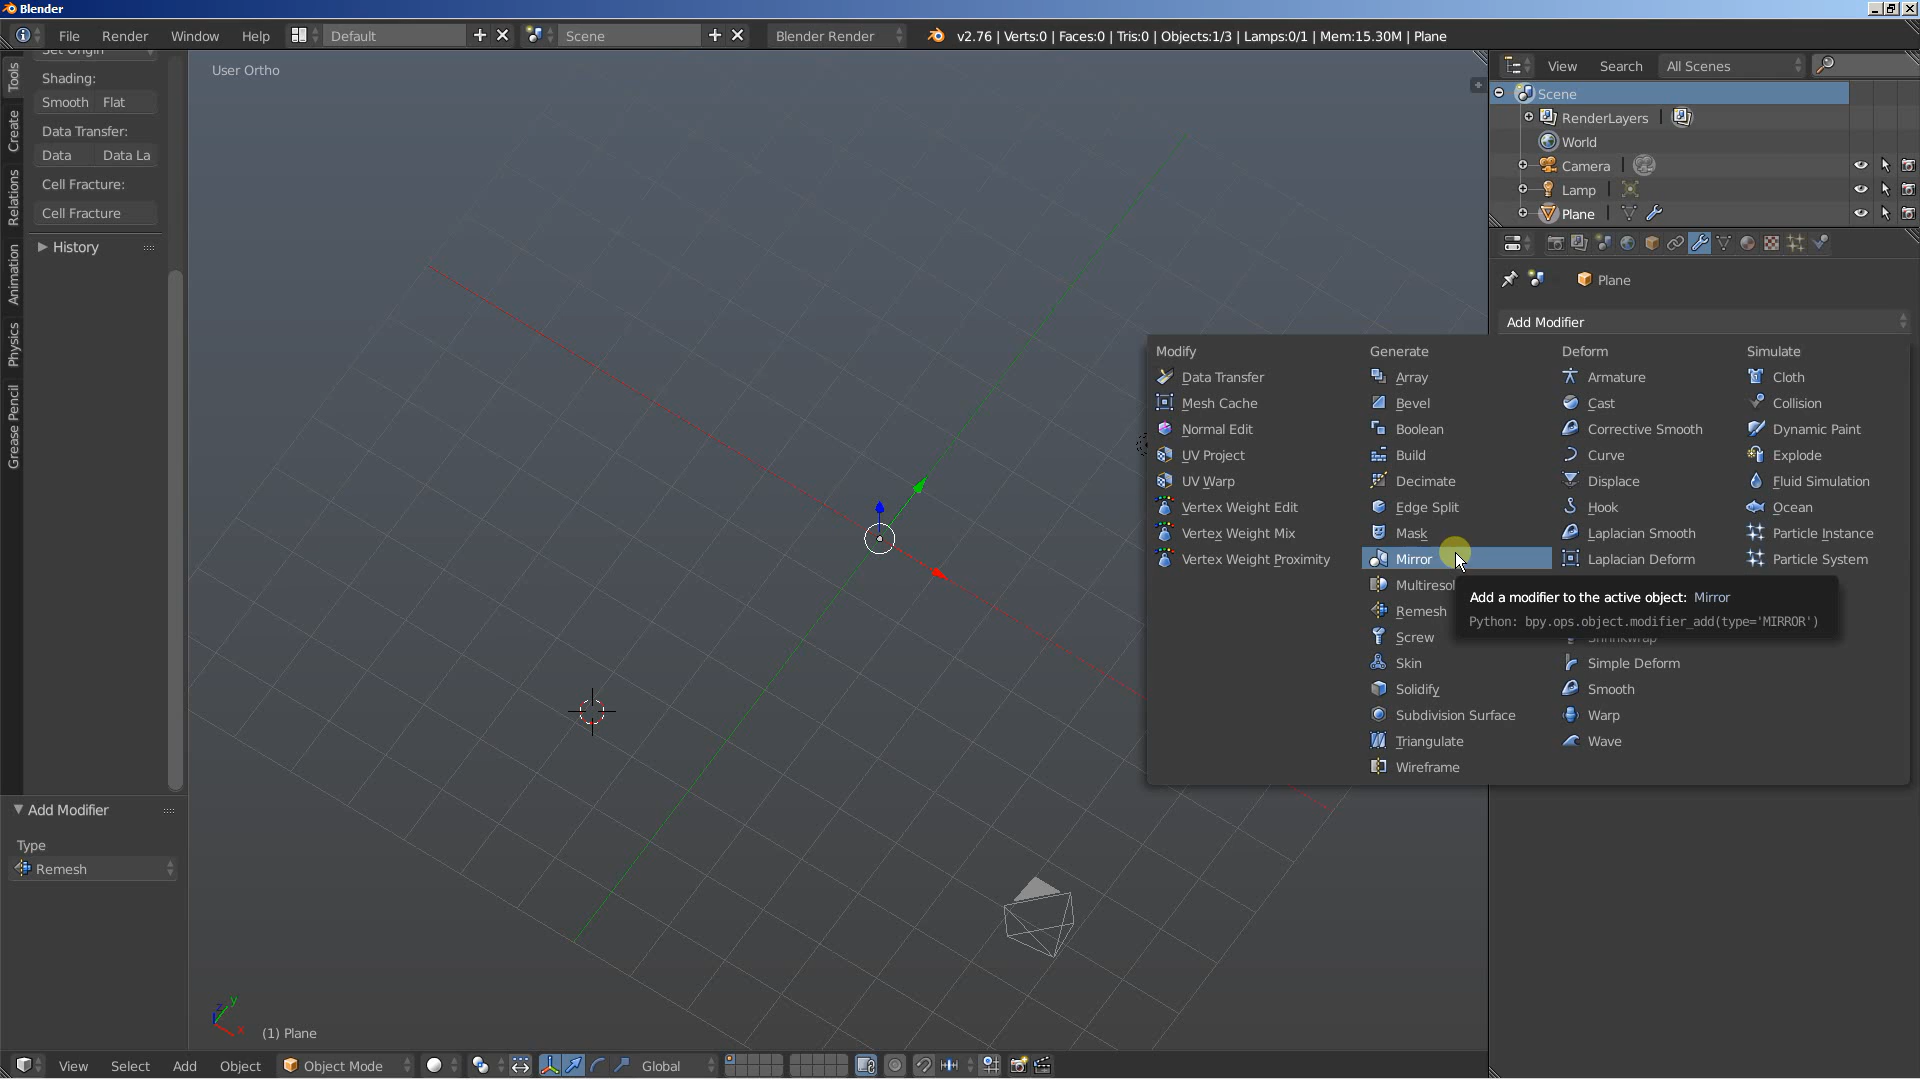 Blender
File Render Window Help Default Scene Blender Render v2.76 | Verts:0 | Faces:0 | Tris:0 | Objects:1/3 | Lamps:0/1 | Mem:15.30M | Plane
Tools
Create
Relations
Animation
Physics
Grease Pencil
Set Origin
Shading:
Smooth Flat
Data Transfer:
Data Data La
Cell Fracture:
Cell Fracture
History
Add Modifier
Type
Remesh
User Ortho
(1) Plane
View Search All Scenes
Scene
RenderLayers
World
Camera
Lamp
Plane
Plane
Add Modifier
Modify
Data Transfer
Mesh Cache
Normal Edit
UV Project
UV Warp
Vertex Weight Edit
Vertex Weight Mix
Vertex Weight Proximity
Generate
Array
Bevel
Boolean
Build
Decimate
Edge Split
Mask
Mirror
Multiresol
Remesh
Screw
Skin
Solidify
Subdivision Surface
Triangulate
Wireframe
Deform
Armature
Cast
Corrective Smooth
Curve
Displace
Hook
Laplacian Smooth
Laplacian Deform
Shrinkwrap
Simple Deform
Smooth
Warp
Wave
Simulate
Cloth
Collision
Dynamic Paint
Explode
Fluid Simulation
Ocean
Particle Instance
Particle System
Add a modifier to the active object: Mirror
Python: bpy.ops.object.modifier_add(type='MIRROR')
z y x
View Select Add Object Object Mode Global